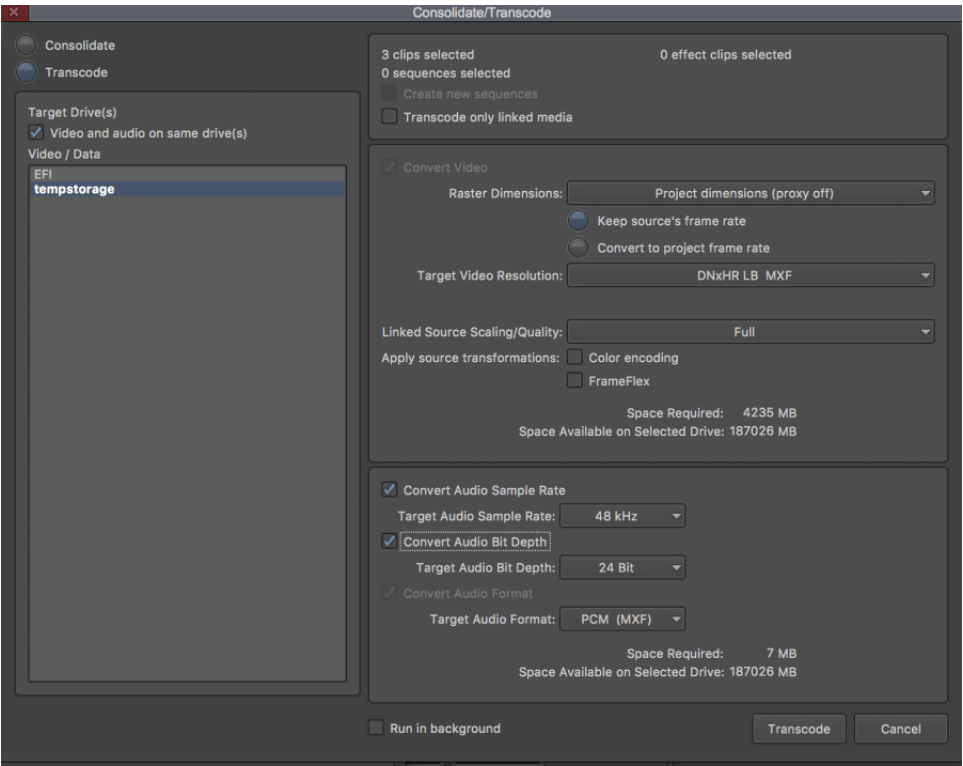 Consolidate/Transcode
Consolidate
Transcode
Target Drive(s)
Video and audio on same drive(s)
Video / Data
EFI
tempstorage
3 clips selected 0 effect clips selected
0 sequences selected
Create new sequences
Transcode only linked media
Convert Video
Raster Dimensions: Project dimensions (proxy off)
Keep source's frame rate
Convert to project frame rate
Target Video Resolution: DNxHR LB MXF
Linked Source Scaling/Quality: Full
Apply source transformations: Color encoding
FrameFlex
Space Required: 4235 MB
Space Available on Selected Drive: 187026 MB
Convert Audio Sample Rate
Target Audio Sample Rate: 48 kHz
Convert Audio Bit Depth
Target Audio Bit Depth: 24 Bit
Convert Audio Format
Target Audio Format: PCM (MXF)
Space Required: 7 MB
Space Available on Selected Drive: 187026 MB
Run in background
Transcode Cancel